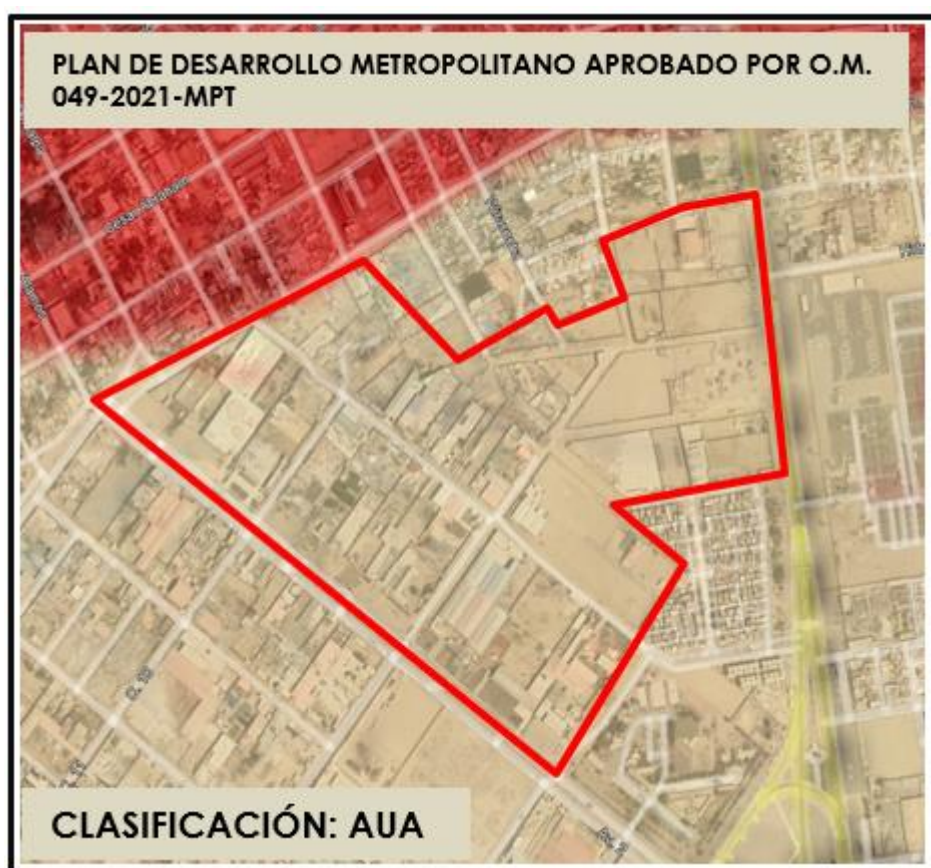 PLAN DE DESARROLLO METROPOLITANO APROBADO POR O.M.
049-2021-MPT
CLASIFICACIÓN: AUA